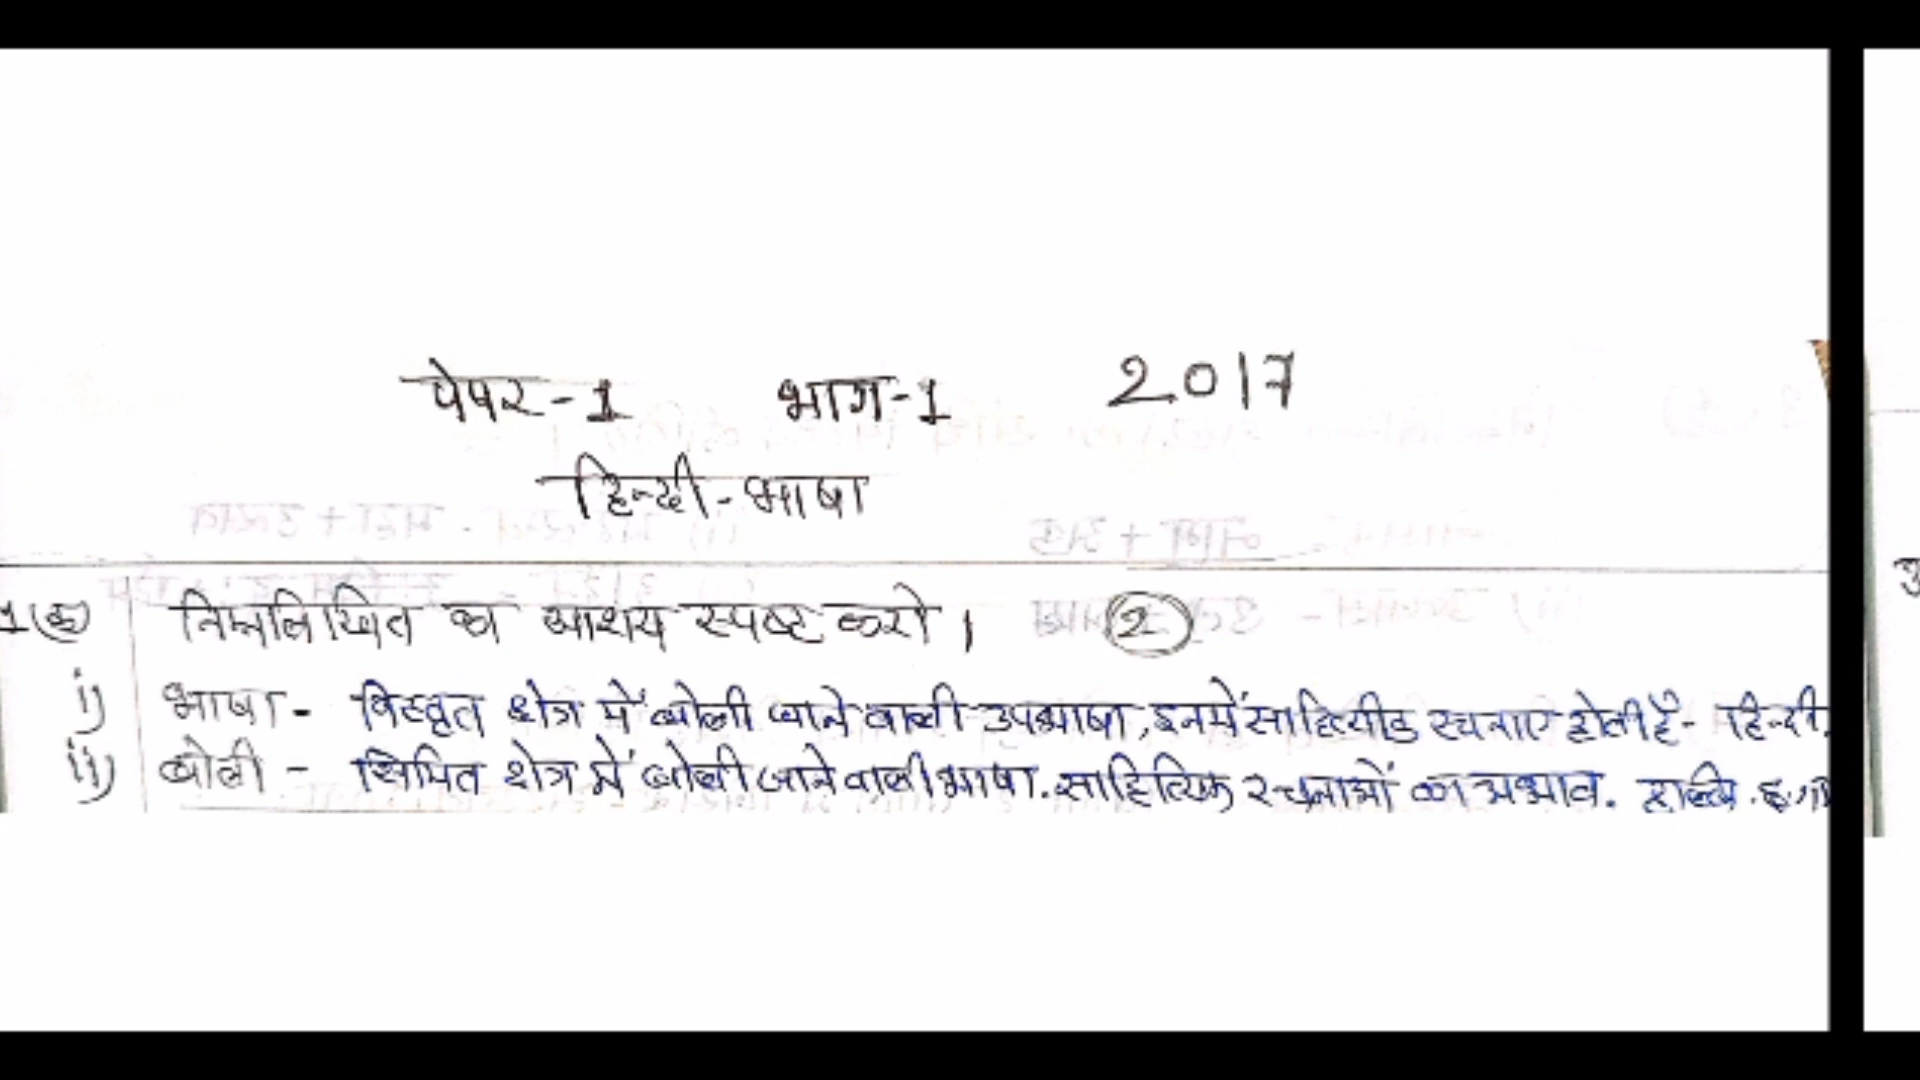 पेपर-1 भाग-1 2017
हिन्दी-भाषा
1(क) निम्नलिखित का आशय स्पष्ट करो। 2
i) भाषा - विस्तृत क्षेत्र में बोली जाने वाली उपभाषा, इनमें साहित्यीक रचनाए होती हैं - हिन्दी.
ii) बोली - सिमित क्षेत्र में बोली जाने वाली भाषा. साहित्यिक रचनाओं का अभाव.